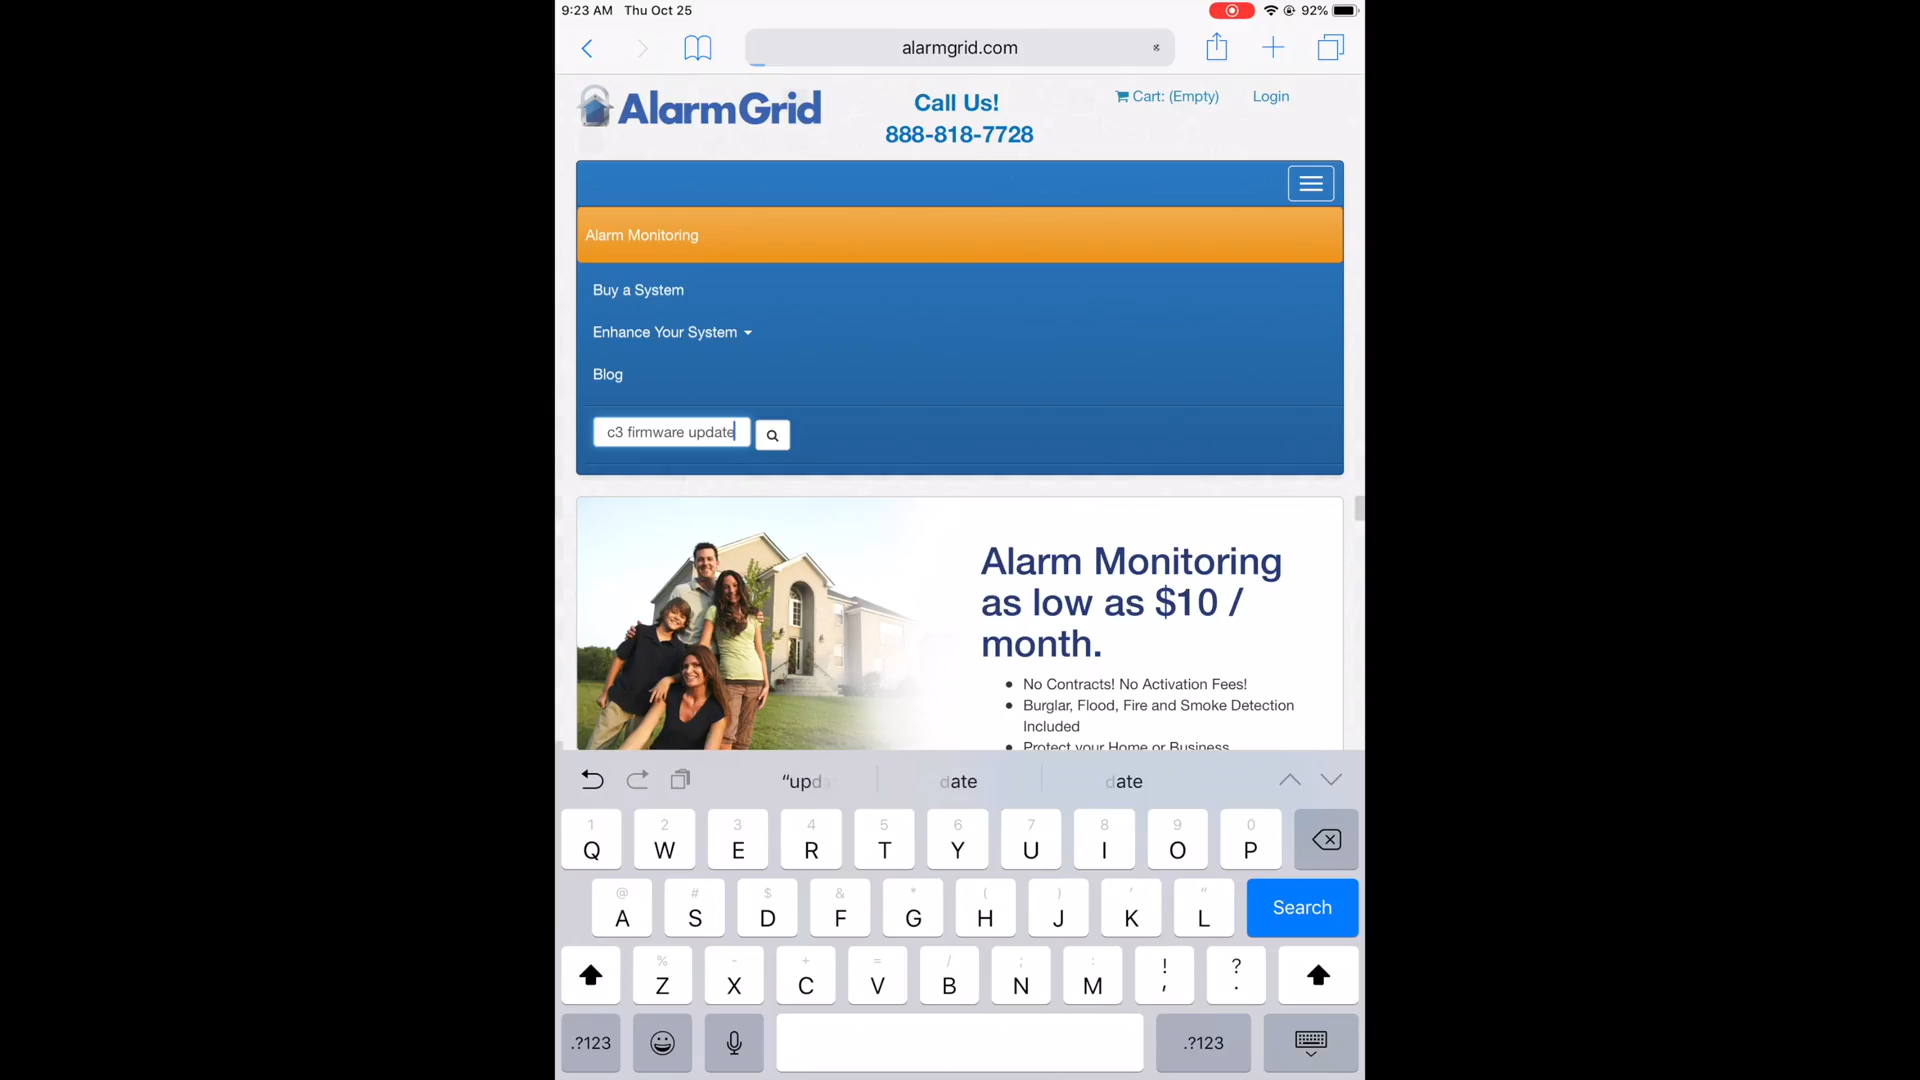 9:23 AM Thu Oct 25
92%
alarmgrid.com
AlarmGrid
Call Us!
888-818-7728
Cart: (Empty)
Login
Alarm Monitoring
Buy a System
Enhance Your System
Blog
c3 firmware update
Alarm Monitoring
as low as $10 /
month.
No Contracts! No Activation Fees!
Burglar, Flood, Fire and Smoke Detection
Included
Protect your Home or Business
“upd
date
date
1 2 3 4 5 6 7 8 9 0
Q W E R T Y U I O P
@ # $ & * ( ) ' "
A S D F G H J K L Search
% - + = / ; : ! ?
Z X C V B N M , .
.?123 .?123